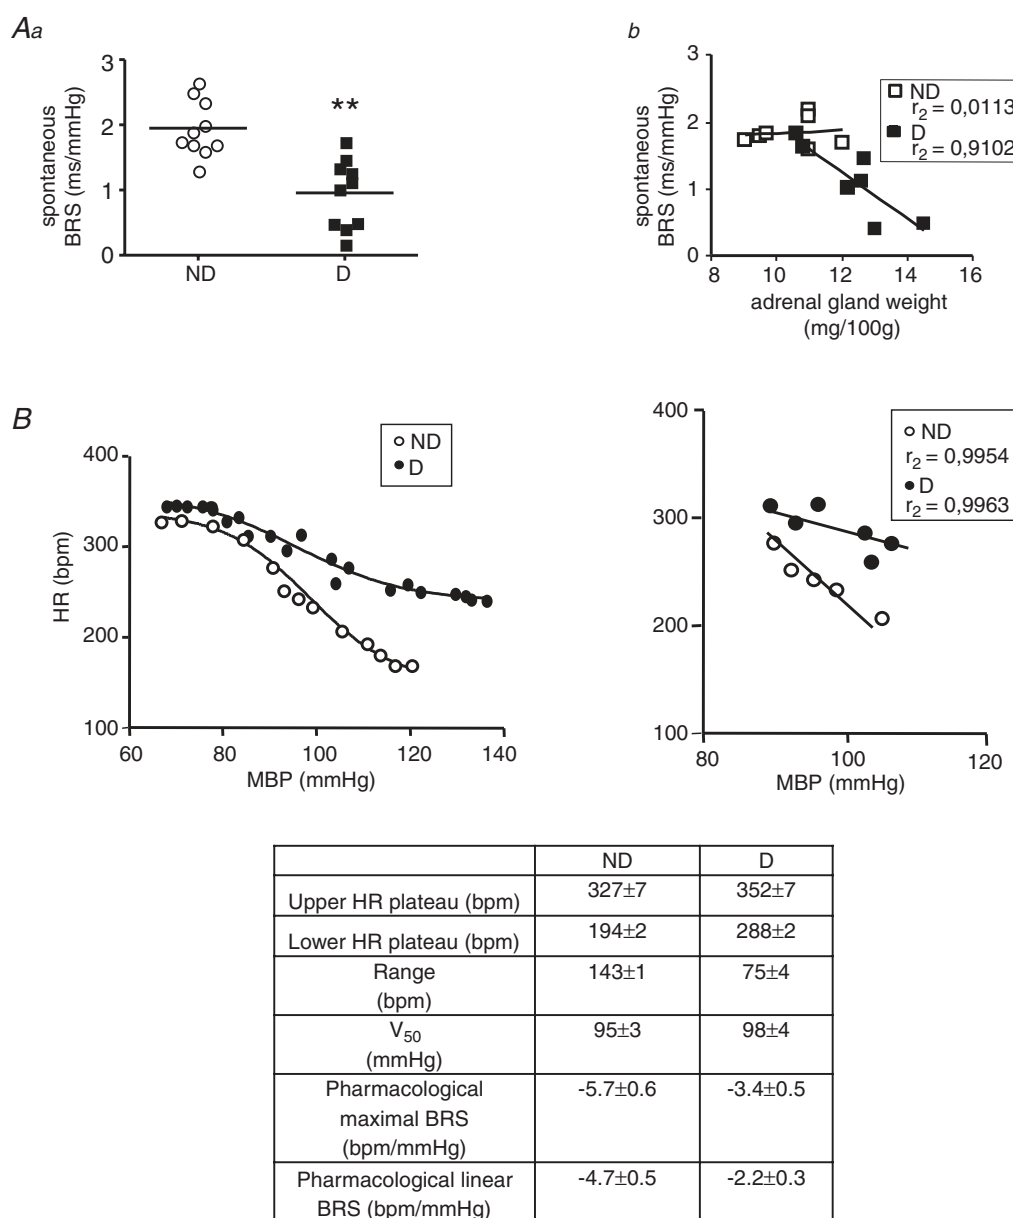 Aa
3
2
1
0
spontaneous
BRS (ms/mmHg)
**
ND
D
b
3
2
1
0
spontaneous
BRS (ms/mmHg)
ND
r2 = 0,0113
D
r2 = 0,9102
8
10
12
14
16
adrenal gland weight
(mg/100g)
B
400
300
200
100
HR (bpm)
ND
D
60
80
100
120
140
MBP (mmHg)
400
300
200
100
ND
r2 = 0,9954
D
r2 = 0,9963
80
100
120
MBP (mmHg)
ND D
Upper HR plateau (bpm) 327±7 352±7
Lower HR plateau (bpm) 194±2 288±2
Range 143±1 75±4
(bpm)
V50 95±3 98±4
(mmHg)
Pharmacological -5.7±0.6 -3.4±0.5
maximal BRS
(bpm/mmHg)
Pharmacological linear -4.7±0.5 -2.2±0.3
BRS (bpm/mmHg)